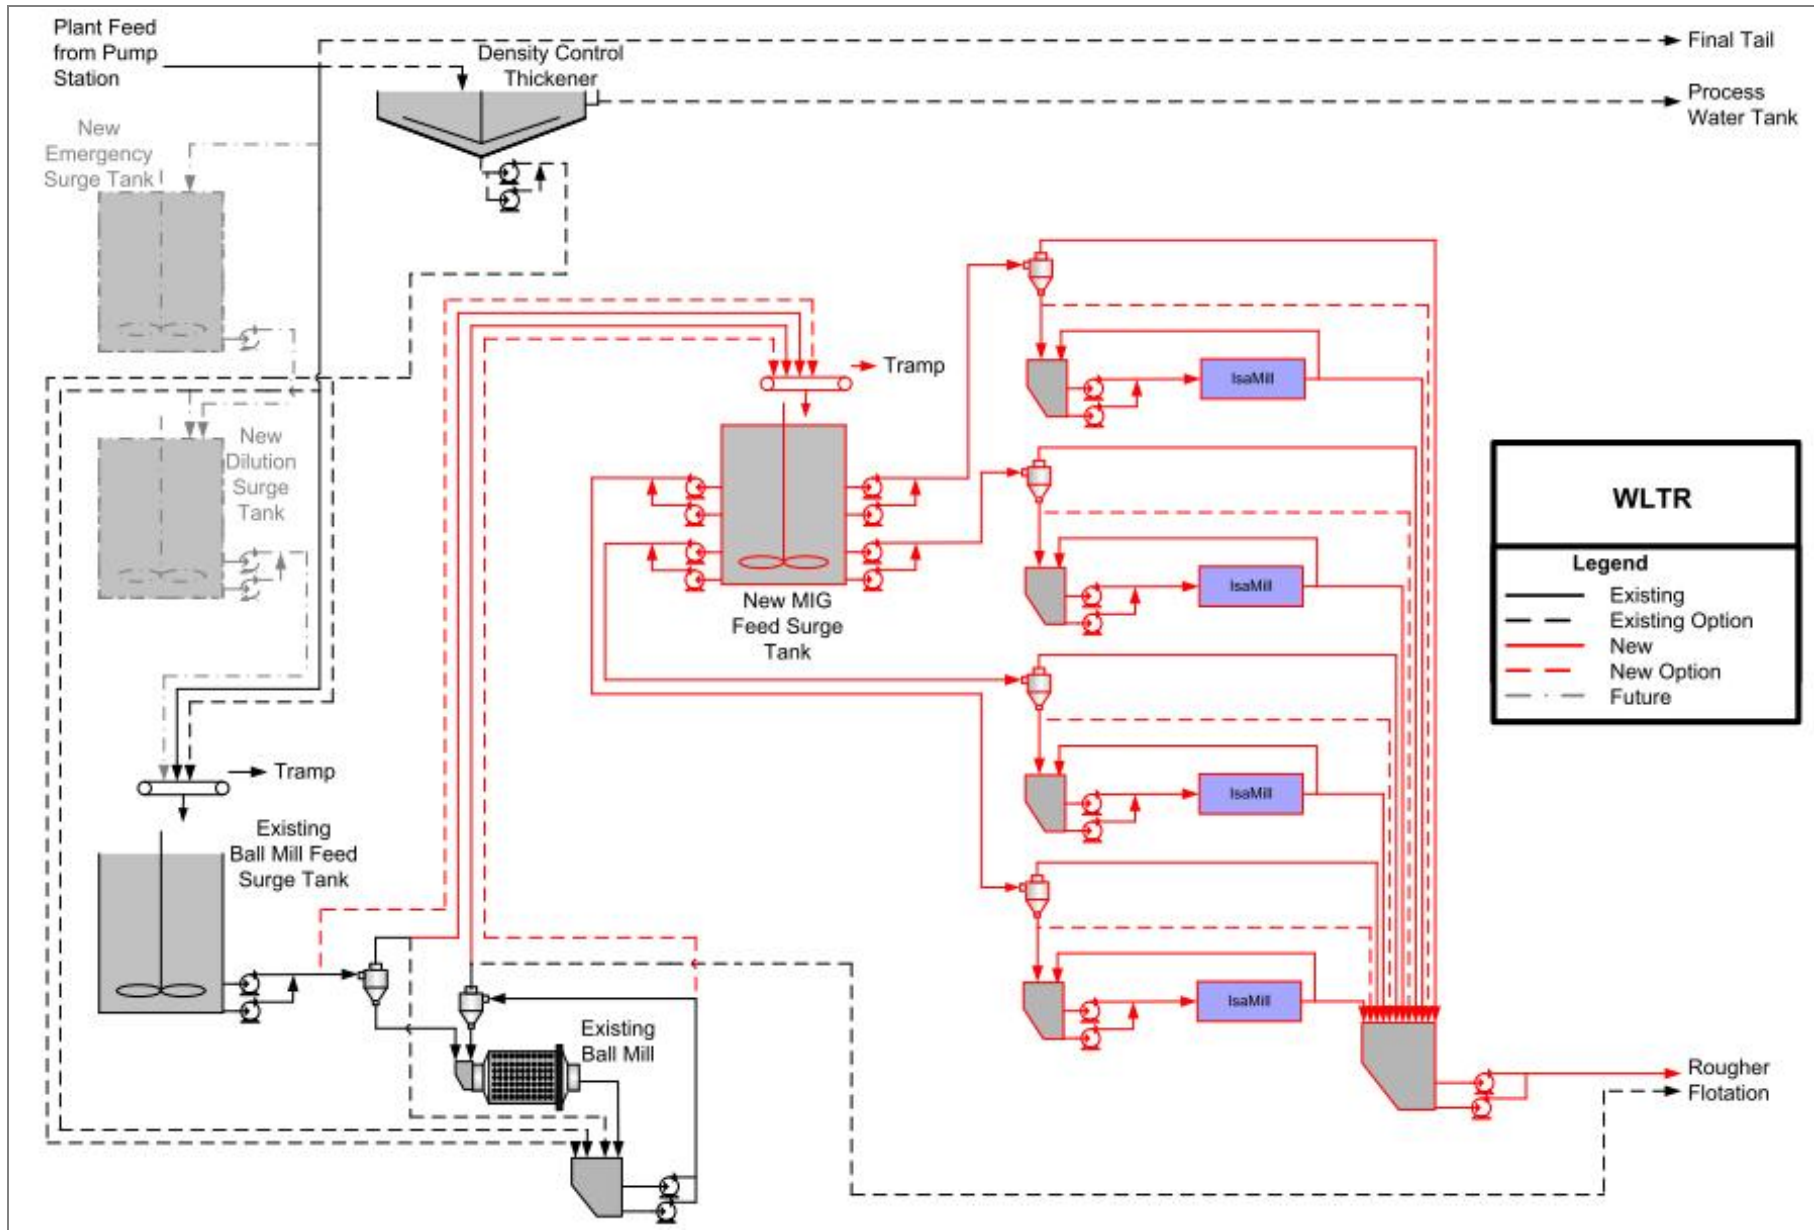 Plant Feed
from Pump
Station
Density Control
Thickener
Final Tail
Process
Water Tank
New
Emergency
Surge Tank
Tramp
IsaMill
New
Dilution
Surge
Tank
WLTR
Legend
Existing
Existing Option
New
New Option
Future
IsaMill
New MIG
Feed Surge
Tank
Tramp
IsaMill
Existing
Ball Mill Feed
Surge Tank
IsaMill
Existing
Ball Mill
Rougher
Flotation